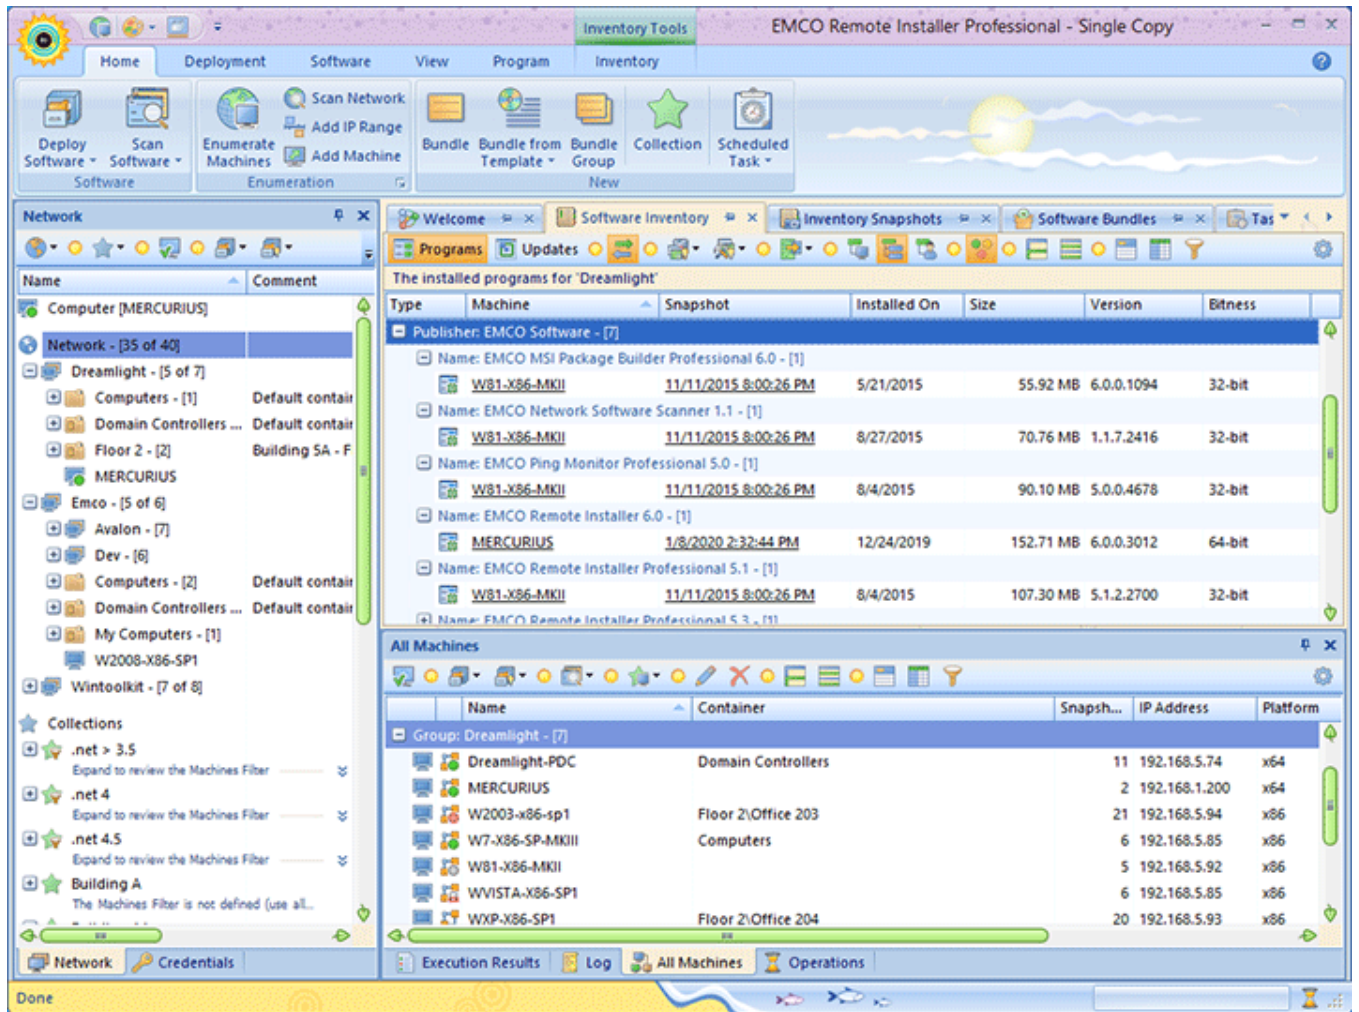 Inventory Tools
EMCO Remote Installer Professional - Single Copy
Home Deployment Software View Program Inventory
Deploy Software
Scan Software
Software
Enumerate Machines
Scan Network
Add IP Range
Add Machine
Enumeration
Bundle
Bundle from Template
Bundle Group
Collection
Scheduled Task
New
Network
Name Comment
Computer [MERCURIUS]
Network - [35 of 40]
Dreamlight - [5 of 7]
Computers - [1] Default contair
Domain Controllers ... Default contair
Floor 2 - [2] Building 5A - F
MERCURIUS
Emco - [5 of 6]
Avalon - [7]
Dev - [6]
Computers - [2] Default contair
Domain Controllers ... Default contair
My Computers - [1]
W2008-X86-SP1
Wintoolkit - [7 of 8]
Collections
.net > 3.5
Expand to review the Machines Filter
.net 4
Expand to review the Machines Filter
.net 4.5
Expand to review the Machines Filter
Building A
The Machines Filter is not defined (use all...
Network Credentials
Welcome Software Inventory Inventory Snapshots Software Bundles Tas
Programs Updates
The installed programs for 'Dreamlight'
Type Machine Snapshot Installed On Size Version Bitness
Publisher: EMCO Software - [7]
Name: EMCO MSI Package Builder Professional 6.0 - [1]
W81-X86-MKII 11/11/2015 8:00:26 PM 5/21/2015 55.92 MB 6.0.0.1094 32-bit
Name: EMCO Network Software Scanner 1.1 - [1]
W81-X86-MKII 11/11/2015 8:00:26 PM 8/27/2015 70.76 MB 1.1.7.2416 32-bit
Name: EMCO Ping Monitor Professional 5.0 - [1]
W81-X86-MKII 11/11/2015 8:00:26 PM 8/4/2015 90.10 MB 5.0.0.4678 32-bit
Name: EMCO Remote Installer 6.0 - [1]
MERCURIUS 1/8/2020 2:32:44 PM 12/24/2019 152.71 MB 6.0.0.3012 64-bit
Name: EMCO Remote Installer Professional 5.1 - [1]
W81-X86-MKII 11/11/2015 8:00:26 PM 8/4/2015 107.30 MB 5.1.2.2700 32-bit
Name: EMCO Remote Installer Professional 5.3 - [1]
All Machines
Name Container Snapsh... IP Address Platform
Group: Dreamlight - [7]
Dreamlight-PDC Domain Controllers 11 192.168.5.74 x64
MERCURIUS 2 192.168.1.200 x64
W2003-x86-sp1 Floor 2\Office 203 21 192.168.5.94 x86
W7-X86-SP-MKIII Computers 6 192.168.5.85 x86
W81-X86-MKII 5 192.168.5.92 x86
WVISTA-X86-SP1 6 192.168.5.85 x86
WXP-X86-SP1 Floor 2\Office 204 20 192.168.5.93 x86
Execution Results Log All Machines Operations
Done